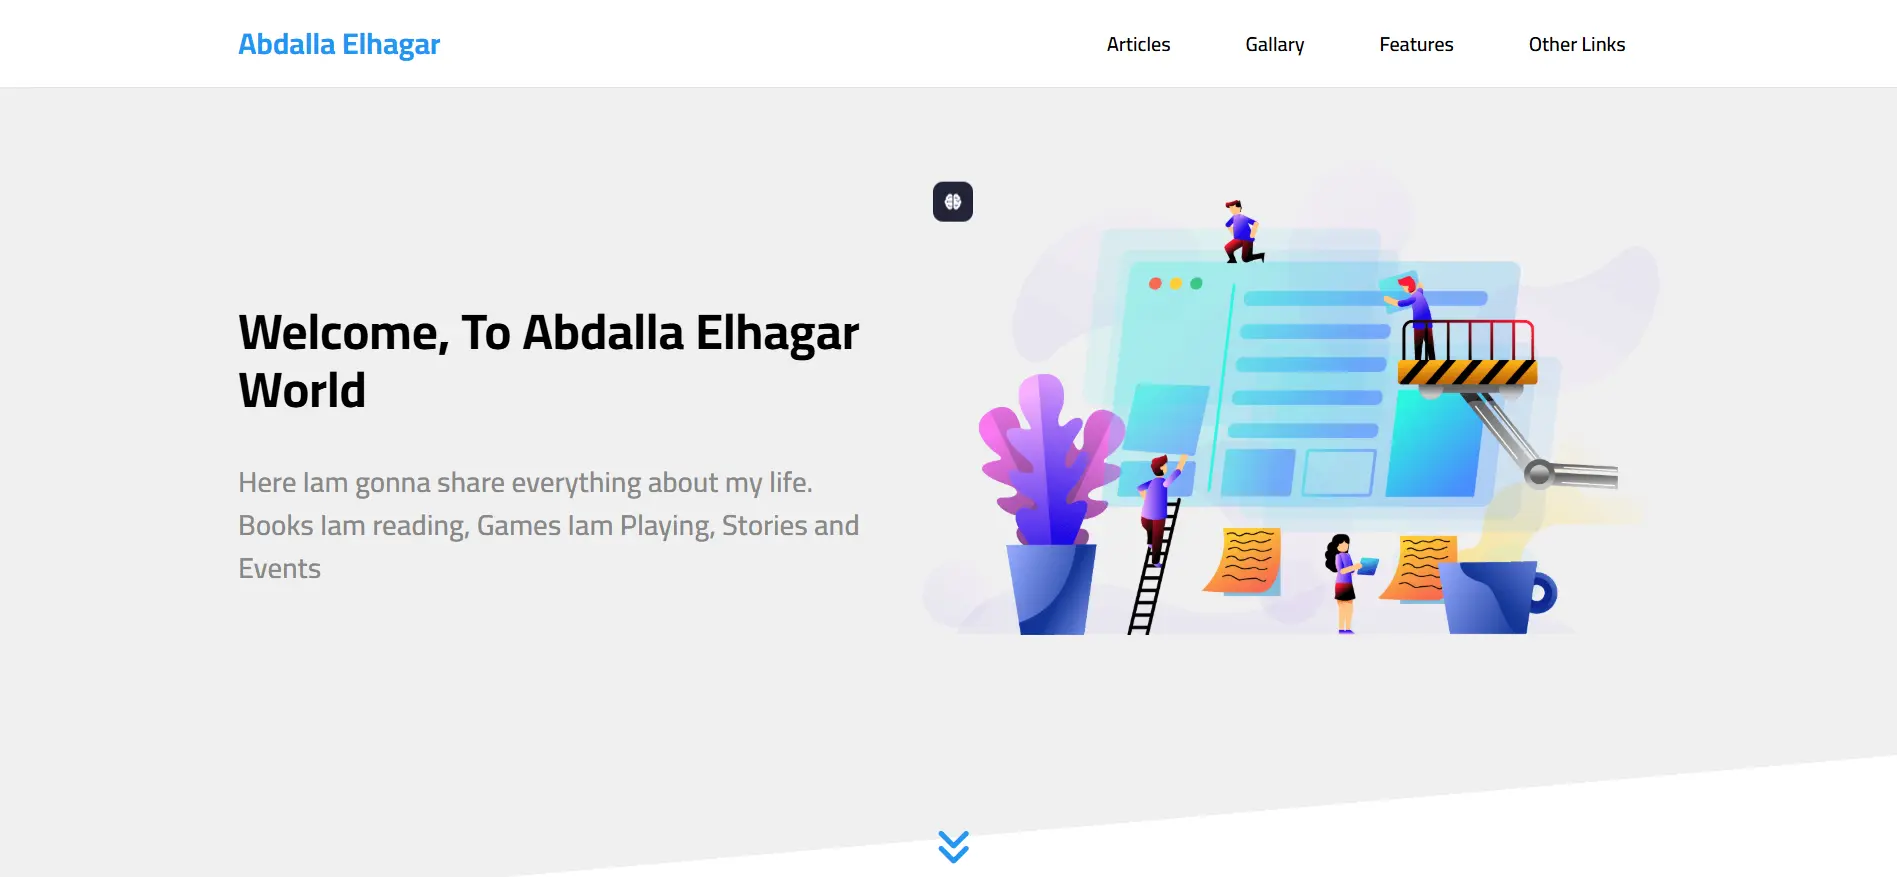 Abdalla Elhagar
Articles
Gallary
Features
Other Links
Welcome, To Abdalla Elhagar
World
Here Iam gonna share everything about my life.
Books Iam reading, Games Iam Playing, Stories and
Events